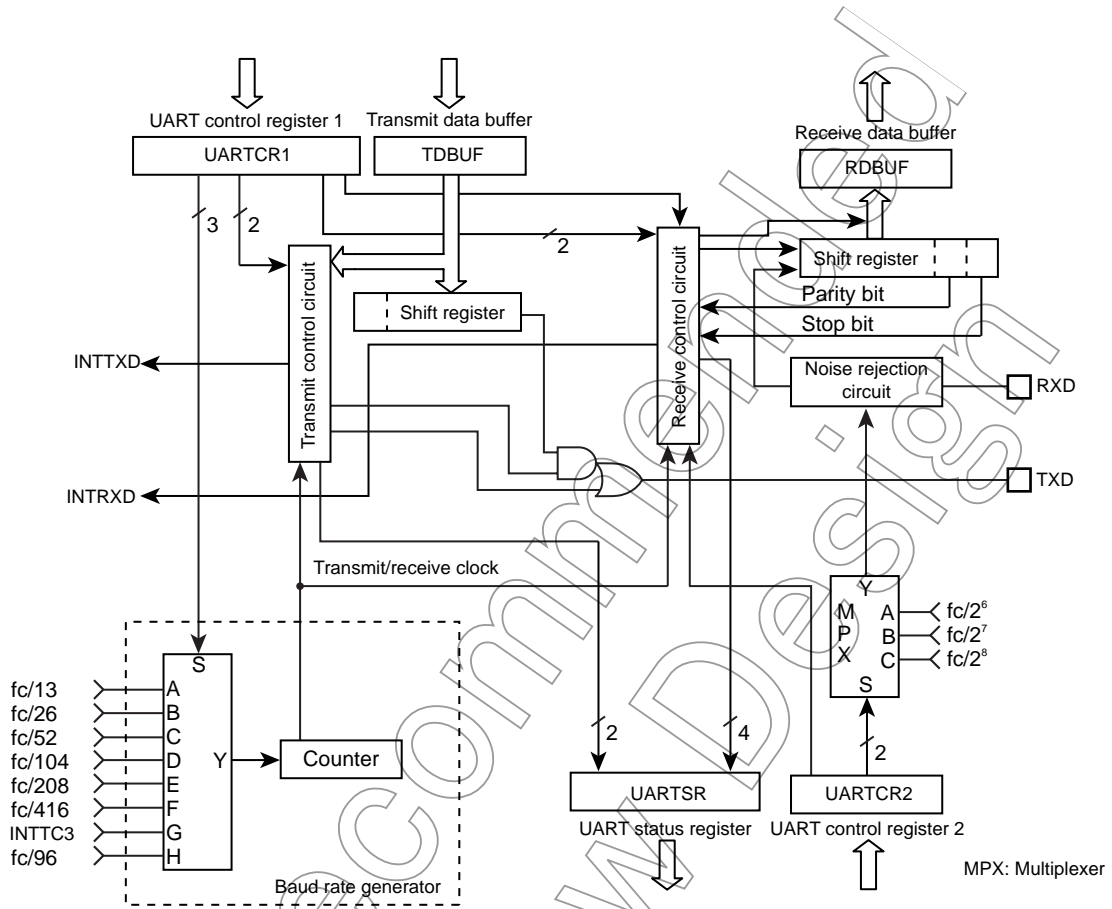 UART control register 1
Transmit data buffer
Receive data buffer
UARTCR1
TDBUF
RDBUF
3
2
2
Transmit control circuit
Receive control circuit
Shift register
Shift register
Parity bit
Stop bit
INTTXD
Noise rejection
circuit
RXD
INTRXD
TXD
Transmit/receive clock
S
A
B
C
D
E
F
G
H
Y
fc/13
fc/26
fc/52
fc/104
fc/208
fc/416
INTTC3
fc/96
Counter
Baud rate generator
Y
M
P
X
A
B
C
S
fc/2⁶
fc/2⁷
fc/2⁸
2
4
2
UARTSR
UARTCR2
UART status register
UART control register 2
MPX: Multiplexer
ecommended
w Design